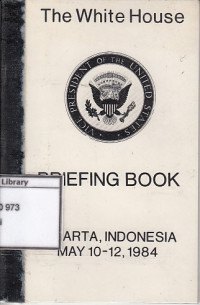 The White House
VICE PRESIDENT OF THE UNITED STATES
RIEFING BOOK
Library
0 973
ARTA, INDONESIA
MAY 10-12, 1984